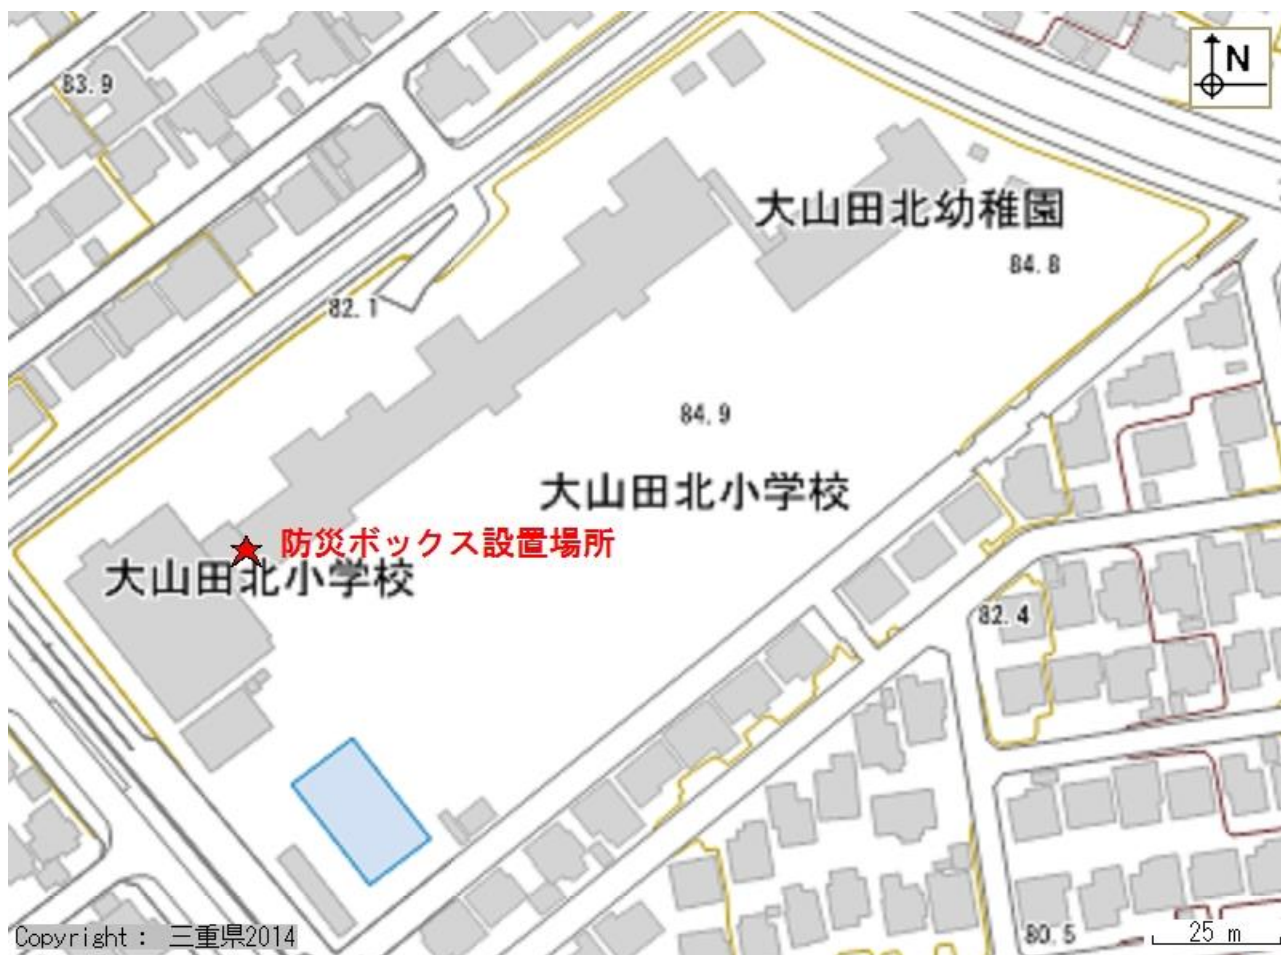 83.9
N
大山田北幼稚園
84.8
82.1
84.9
大山田北小学校
防災ボックス設置場所
大山田北小学校
82.4
80.5
25 m
Copyright : 三重県2014